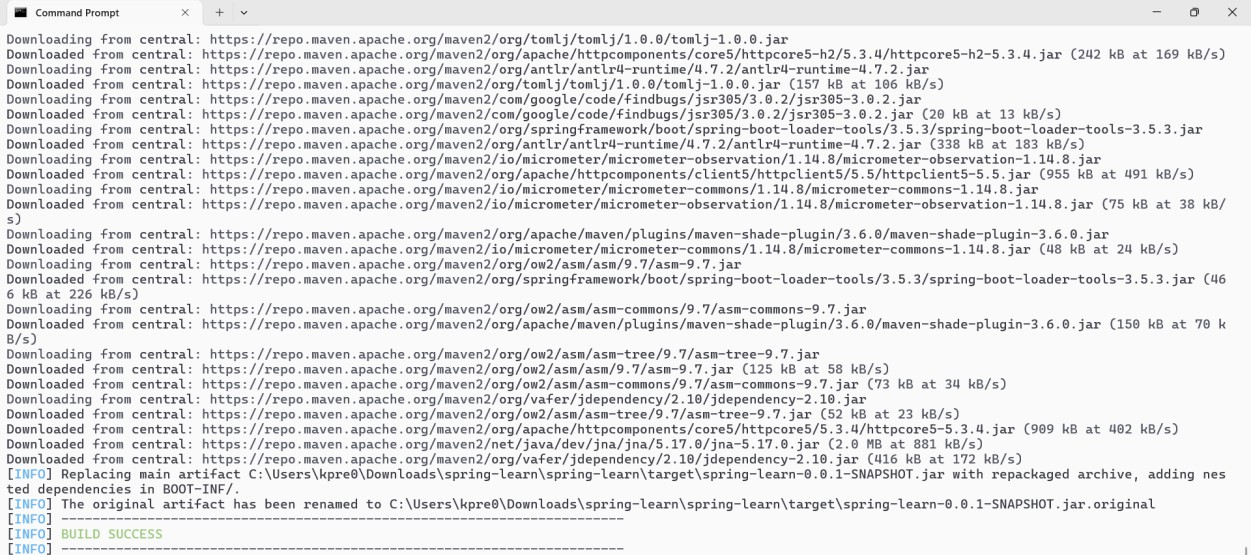 Command Prompt
Downloading from central: https://repo.maven.apache.org/maven2/org/tomlj/tomlj/1.0.0/tomlj-1.0.0.jar
Downloaded from central: https://repo.maven.apache.org/maven2/org/apache/httpcomponents/core5/httpcore5-h2/5.3.4/httpcore5-h2-5.3.4.jar (242 kB at 169 kB/s)
Downloading from central: https://repo.maven.apache.org/maven2/org/antlr/antlr4-runtime/4.7.2/antlr4-runtime-4.7.2.jar
Downloaded from central: https://repo.maven.apache.org/maven2/org/tomlj/tomlj/1.0.0/tomlj-1.0.0.jar (157 kB at 106 kB/s)
Downloading from central: https://repo.maven.apache.org/maven2/com/google/code/findbugs/jsr305/3.0.2/jsr305-3.0.2.jar
Downloaded from central: https://repo.maven.apache.org/maven2/com/google/code/findbugs/jsr305/3.0.2/jsr305-3.0.2.jar (20 kB at 13 kB/s)
Downloading from central: https://repo.maven.apache.org/maven2/org/springframework/boot/spring-boot-loader-tools/3.5.3/spring-boot-loader-tools-3.5.3.jar
Downloaded from central: https://repo.maven.apache.org/maven2/org/antlr/antlr4-runtime/4.7.2/antlr4-runtime-4.7.2.jar (338 kB at 183 kB/s)
Downloading from central: https://repo.maven.apache.org/maven2/io/micrometer/micrometer-observation/1.14.8/micrometer-observation-1.14.8.jar
Downloaded from central: https://repo.maven.apache.org/maven2/org/apache/httpcomponents/client5/httpclient5/5.5/httpclient5-5.5.jar (955 kB at 491 kB/s)
Downloading from central: https://repo.maven.apache.org/maven2/io/micrometer/micrometer-commons/1.14.8/micrometer-commons-1.14.8.jar
Downloaded from central: https://repo.maven.apache.org/maven2/io/micrometer/micrometer-observation/1.14.8/micrometer-observation-1.14.8.jar (75 kB at 38 kB/
s)
Downloading from central: https://repo.maven.apache.org/maven2/org/apache/maven/plugins/maven-shade-plugin/3.6.0/maven-shade-plugin-3.6.0.jar
Downloaded from central: https://repo.maven.apache.org/maven2/io/micrometer/micrometer-commons/1.14.8/micrometer-commons-1.14.8.jar (48 kB at 24 kB/s)
Downloading from central: https://repo.maven.apache.org/maven2/org/ow2/asm/asm/9.7/asm-9.7.jar
Downloaded from central: https://repo.maven.apache.org/maven2/org/springframework/boot/spring-boot-loader-tools/3.5.3/spring-boot-loader-tools-3.5.3.jar (46
6 kB at 226 kB/s)
Downloading from central: https://repo.maven.apache.org/maven2/org/ow2/asm/asm-commons/9.7/asm-commons-9.7.jar
Downloaded from central: https://repo.maven.apache.org/maven2/org/apache/maven/plugins/maven-shade-plugin/3.6.0/maven-shade-plugin-3.6.0.jar (150 kB at 70 k
B/s)
Downloading from central: https://repo.maven.apache.org/maven2/org/ow2/asm/asm-tree/9.7/asm-tree-9.7.jar
Downloaded from central: https://repo.maven.apache.org/maven2/org/ow2/asm/asm/9.7/asm-9.7.jar (125 kB at 58 kB/s)
Downloaded from central: https://repo.maven.apache.org/maven2/org/ow2/asm/asm-commons/9.7/asm-commons-9.7.jar (73 kB at 34 kB/s)
Downloading from central: https://repo.maven.apache.org/maven2/org/vafer/jdependency/2.10/jdependency-2.10.jar
Downloaded from central: https://repo.maven.apache.org/maven2/org/ow2/asm/asm-tree/9.7/asm-tree-9.7.jar (52 kB at 23 kB/s)
Downloaded from central: https://repo.maven.apache.org/maven2/org/apache/httpcomponents/core5/httpcore5/5.3.4/httpcore5-5.3.4.jar (909 kB at 402 kB/s)
Downloaded from central: https://repo.maven.apache.org/maven2/net/java/dev/jna/jna/5.17.0/jna-5.17.0.jar (2.0 MB at 881 kB/s)
Downloaded from central: https://repo.maven.apache.org/maven2/org/vafer/jdependency/2.10/jdependency-2.10.jar (416 kB at 172 kB/s)
[INFO] Replacing main artifact C:\Users\kpre0\Downloads\spring-learn\spring-learn\target\spring-learn-0.0.1-SNAPSHOT.jar with repackaged archive, adding nes
ted dependencies in BOOT-INF/.
[INFO] The original artifact has been renamed to C:\Users\kpre0\Downloads\spring-learn\spring-learn\target\spring-learn-0.0.1-SNAPSHOT.jar.original
[INFO] ------------------------------------------------------------------------
[INFO] BUILD SUCCESS
[INFO] ------------------------------------------------------------------------